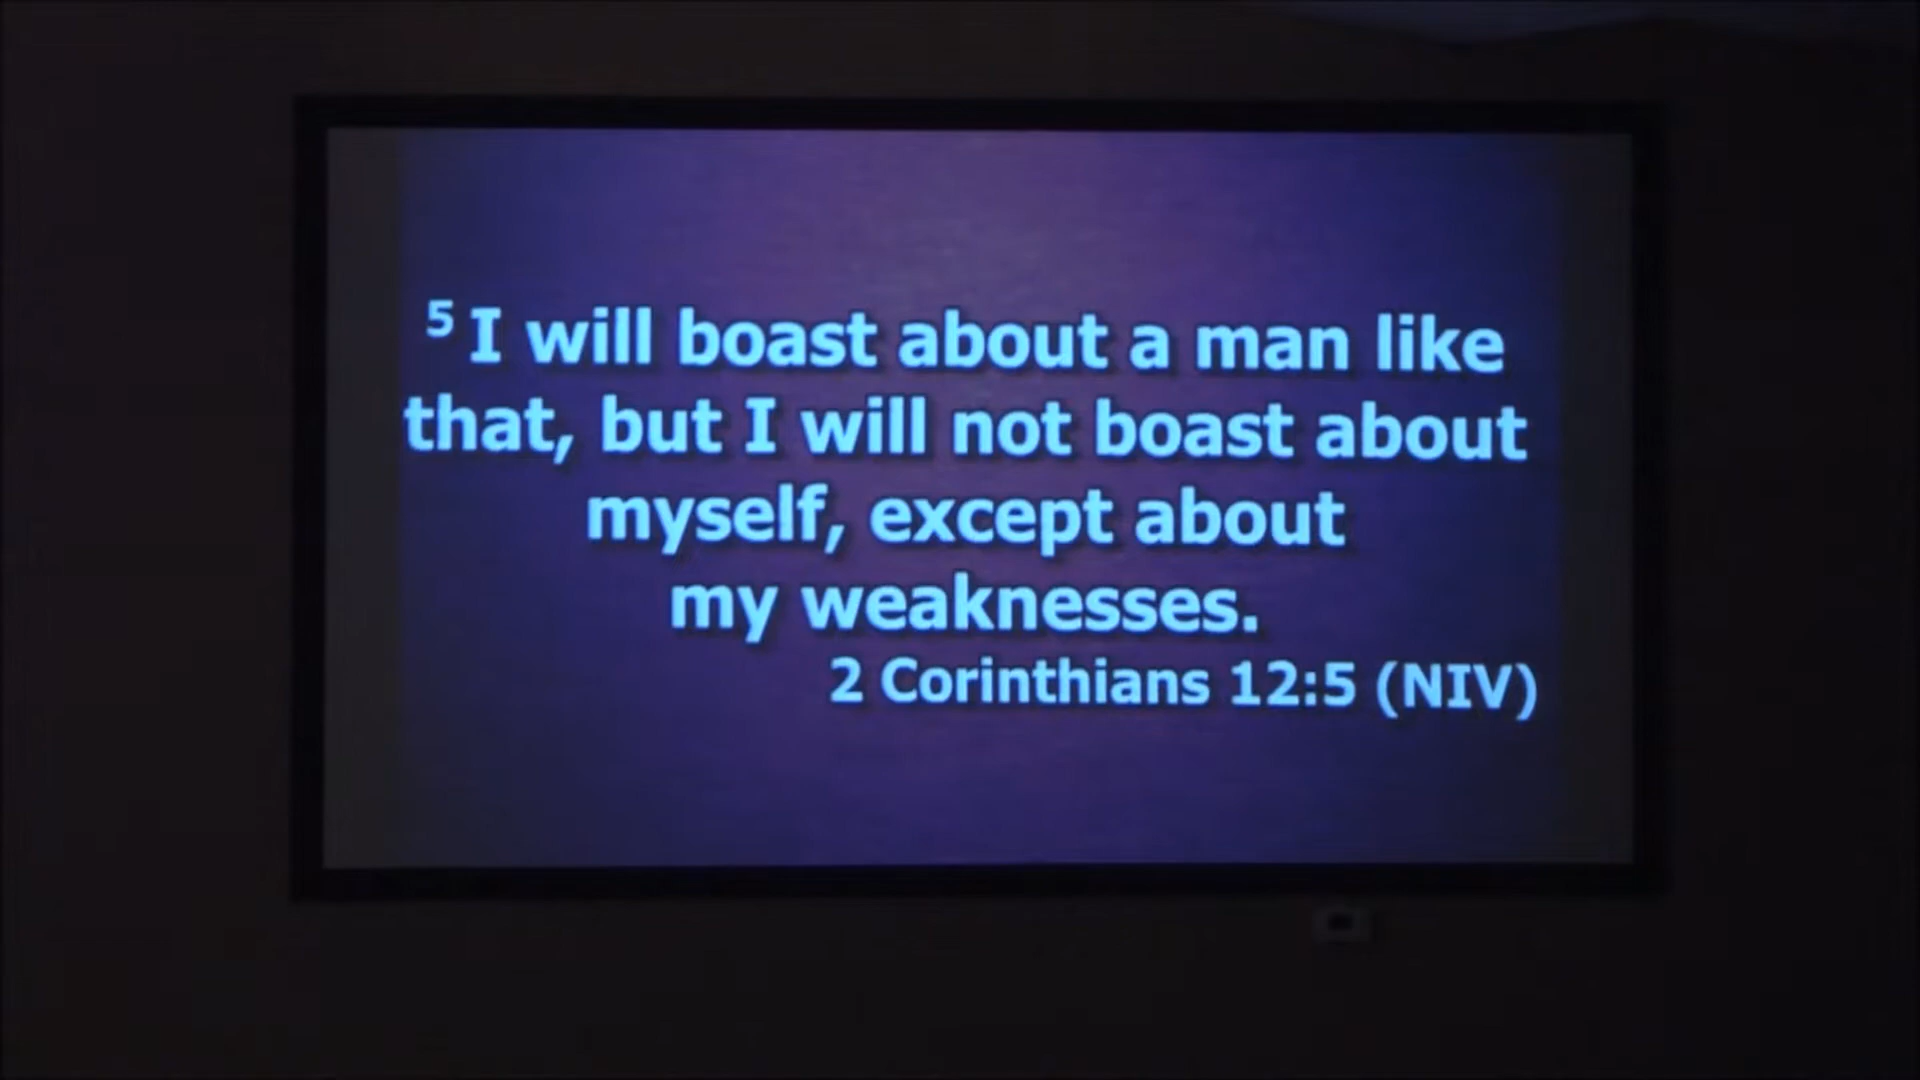 5 I will boast about a man like
that, but I will not boast about
myself, except about
my weaknesses.
2 Corinthians 12:5 (NIV)